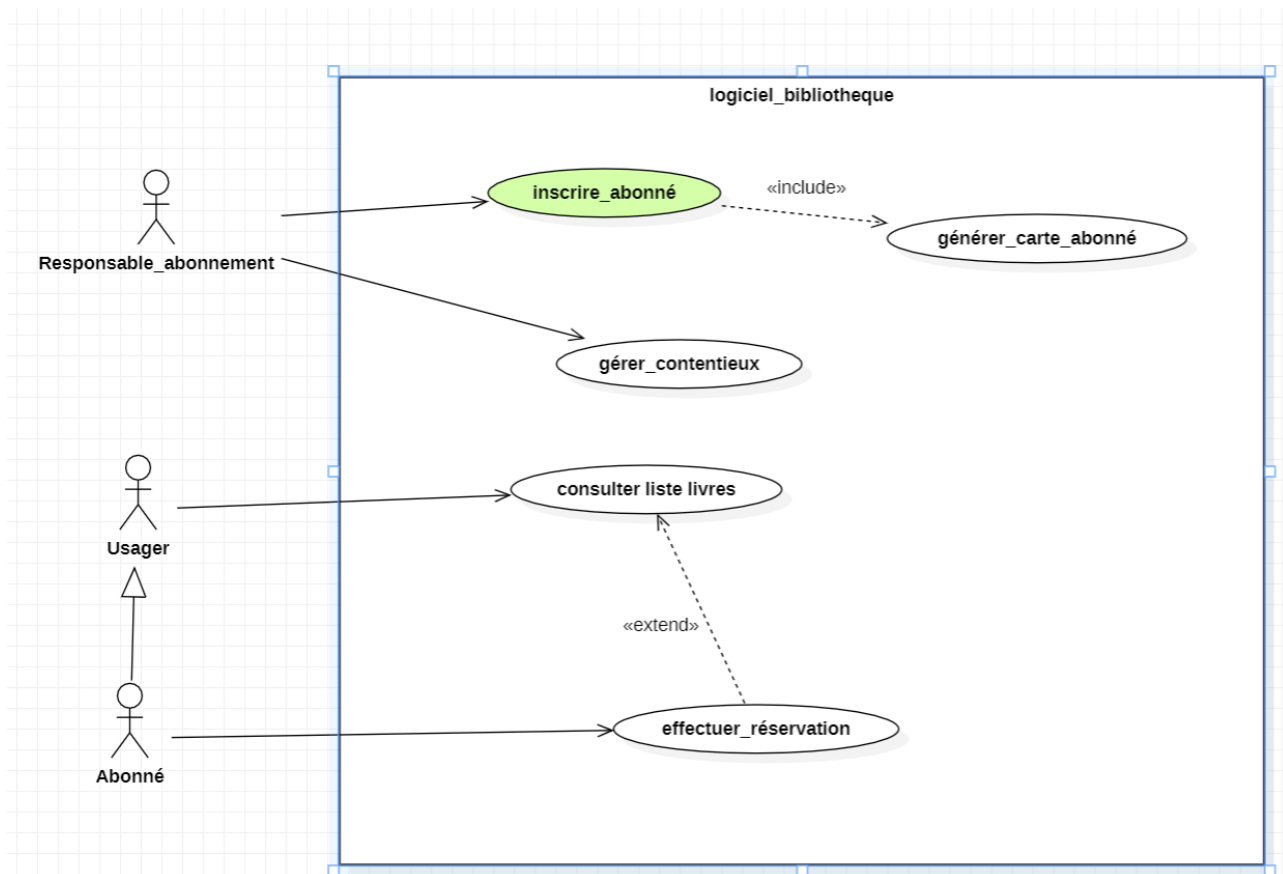 logiciel_bibliotheque
inscrire_abonné
«include»
générer_carte_abonné
Responsable_abonnement
gérer_contentieux
consulter liste livres
Usager
«extend»
effectuer_réservation
Abonné